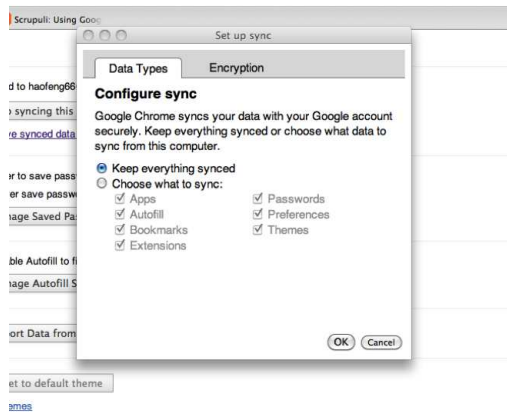 Scrupuli: Using Goog
Set up sync
Data Types Encryption
Configure sync
Google Chrome syncs your data with your Google account
securely. Keep everything synced or choose what data to
sync from this computer.
Keep everything synced
Choose what to sync:
Apps Passwords
Autofill Preferences
Bookmarks Themes
Extensions
OK Cancel
d to haofeng66
syncing this
synced data
er to save pass
er save passw
nage Saved Pa
ble Autofill to fi
nage Autofill S
ort Data from
et to default theme
emes